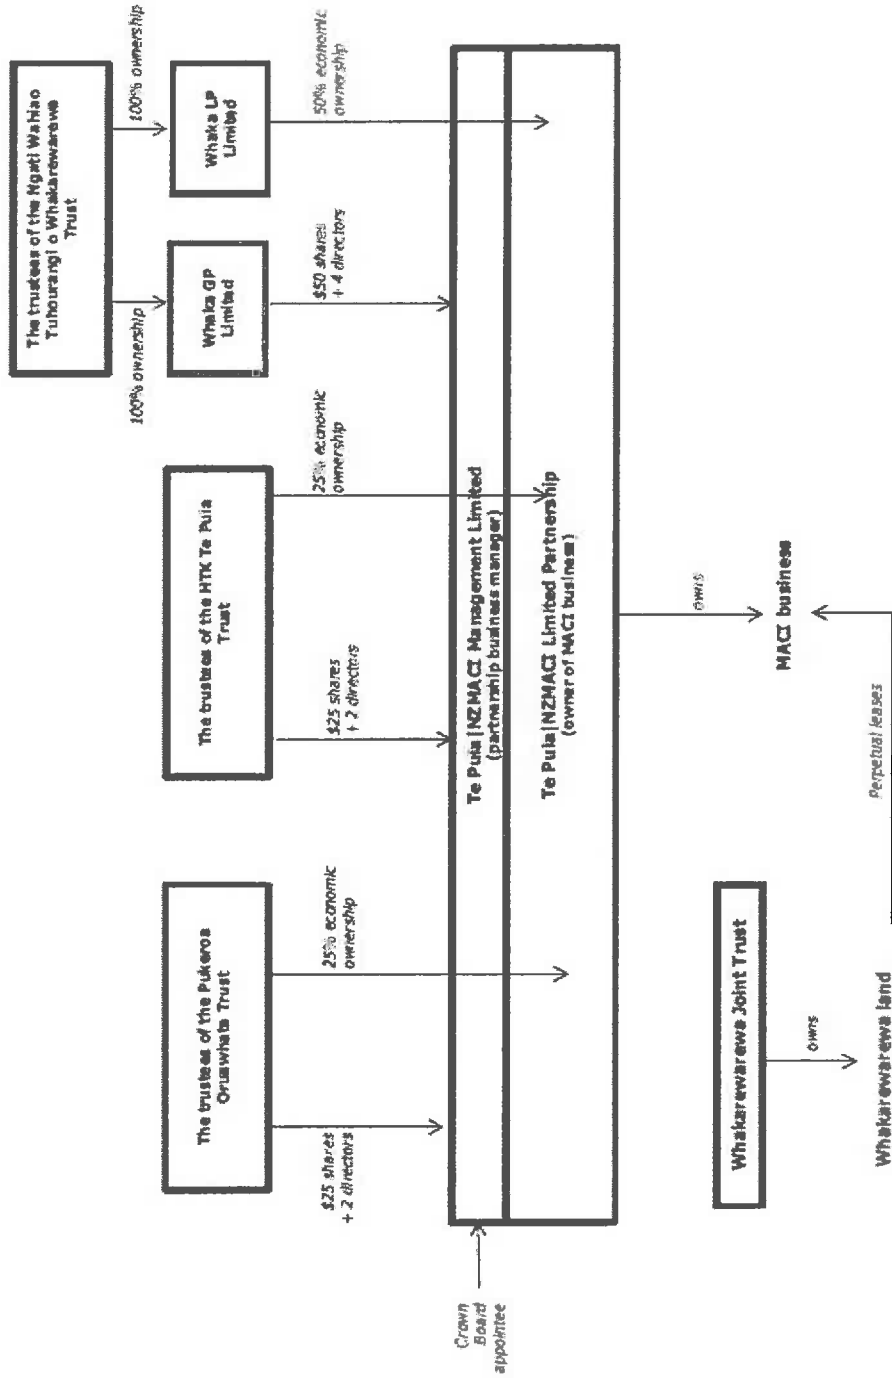 The trustees of the Ngati Wahiao
Tuhourangi o Whakarewarewa
Trust
100% ownership
100% ownership
The trustees of the Pukeroa
Oruawhata Trust
The trustees of the HTK Te Puia
Trust
Whaka GP
Limited
Whaka LP
Limited
$25 shares
+ 2 directors
25% economic
ownership
$25 shares
+ 2 directors
25% economic
ownership
$50 shares
+ 4 directors
50% economic
ownership
Crown
Board
appointee
Te Puia|NZMACI Management Limited
(partnership business manager)
Te Puia|NZMACI Limited Partnership
(owner of MACI business)
owns
Whakarewarewa Joint Trust
MACI business
owns
Perpetual leases
Whakarewarewa land